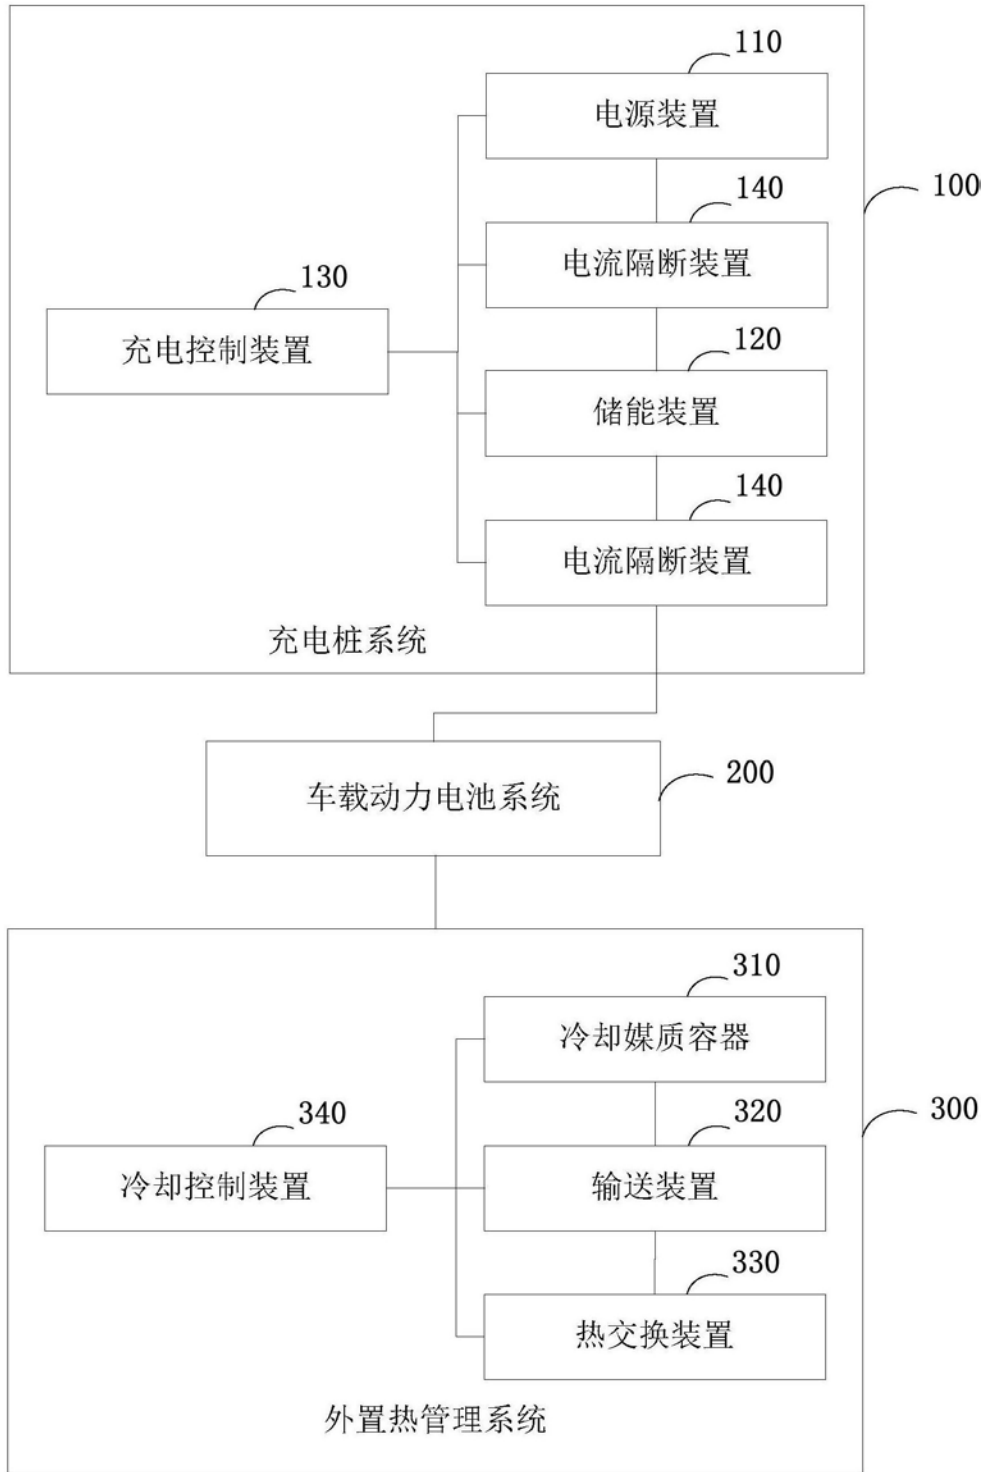 110
电源装置
100
140
电流隔断装置
130
充电控制装置
120
储能装置
140
电流隔断装置
充电桩系统
200
车载动力电池系统
310
冷却媒质容器
300
340
冷却控制装置
320
输送装置
330
热交换装置
外置热管理系统